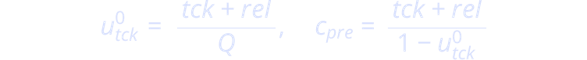 u⁰_tck = (tck + rel) / Q, c_pre = (tck + rel) / (1 − u⁰_tck)